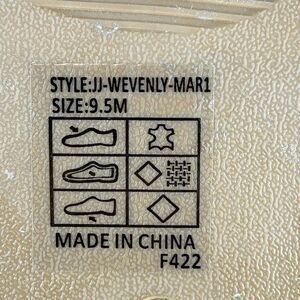 STYLE:JJ-WEVENLY-MAR1
SIZE:9.5M
MADE IN CHINA
F422